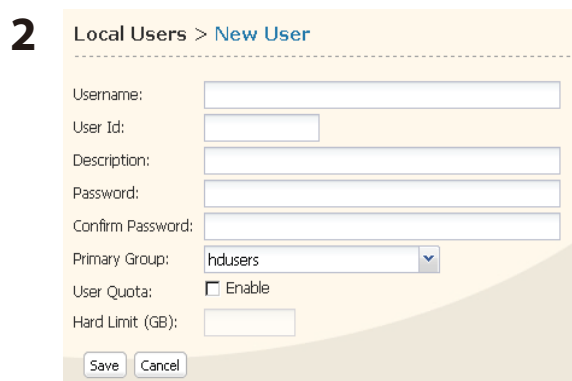 2
Local Users > New User
Username:
User Id:
Description:
Password:
Confirm Password:
Primary Group: hdusers
User Quota: Enable
Hard Limit (GB):
Save Cancel